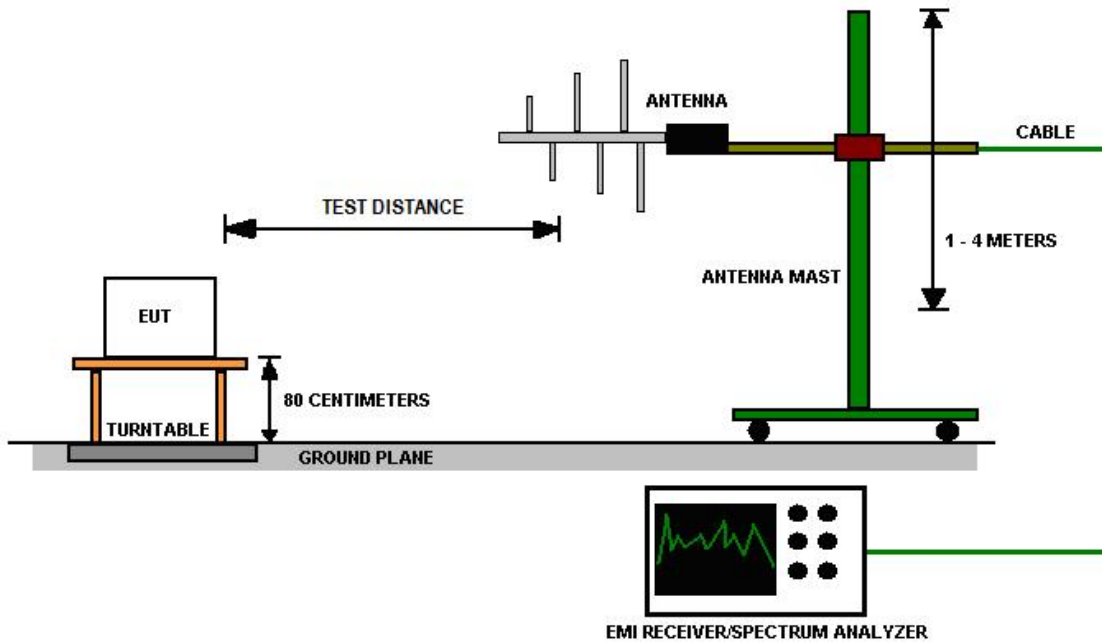 ANTENNA
CABLE
TEST DISTANCE
1 - 4 METERS
ANTENNA MAST
EUT
80 CENTIMETERS
TURNTABLE
GROUND PLANE
EMI RECEIVER/SPECTRUM ANALYZER